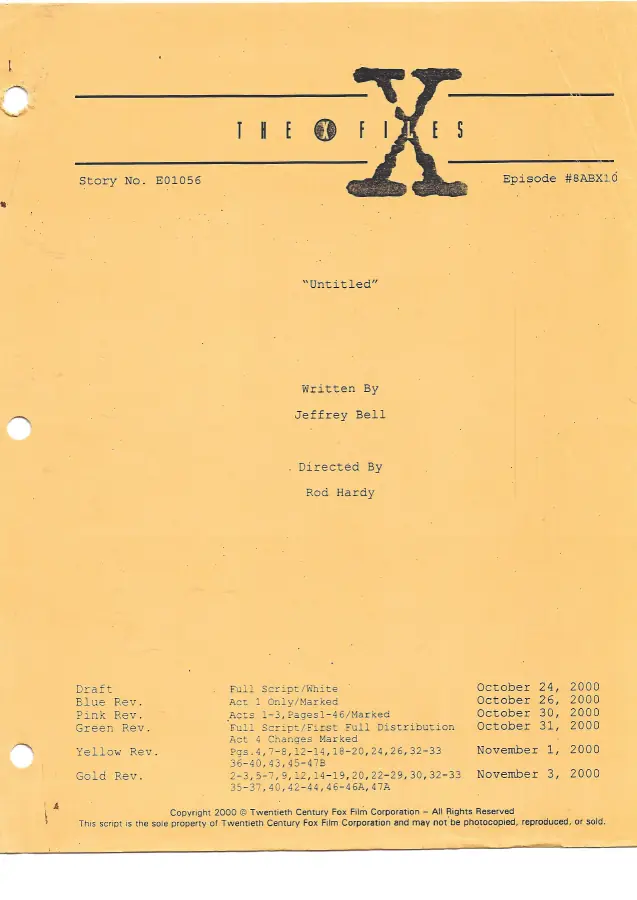 THE X FILES
Story No. E01056
Episode #8ABX10
"Untitled"
Written By
Jeffrey Bell
Directed By
Rod Hardy
Draft Full Script/White October 24, 2000
Blue Rev. Act 1 Only/Marked October 26, 2000
Pink Rev. Acts 1-3,Pages1-46/Marked October 30, 2000
Green Rev. Full Script/First Full Distribution October 31, 2000
Act 4 Changes Marked
Yellow Rev. Pgs.4,7-8,12-14,18-20,24,26,32-33 November 1, 2000
36-40,43,45-47B
Gold Rev. 2-3,5-7,9,12,14-19,20,22-29,30,32-33 November 3, 2000
35-37,40,42-44,46-46A,47A
Copyright 2000 © Twentieth Century Fox Film Corporation – All Rights Reserved
This script is the sole property of Twentieth Century Fox Film Corporation and may not be photocopied, reproduced, or sold.